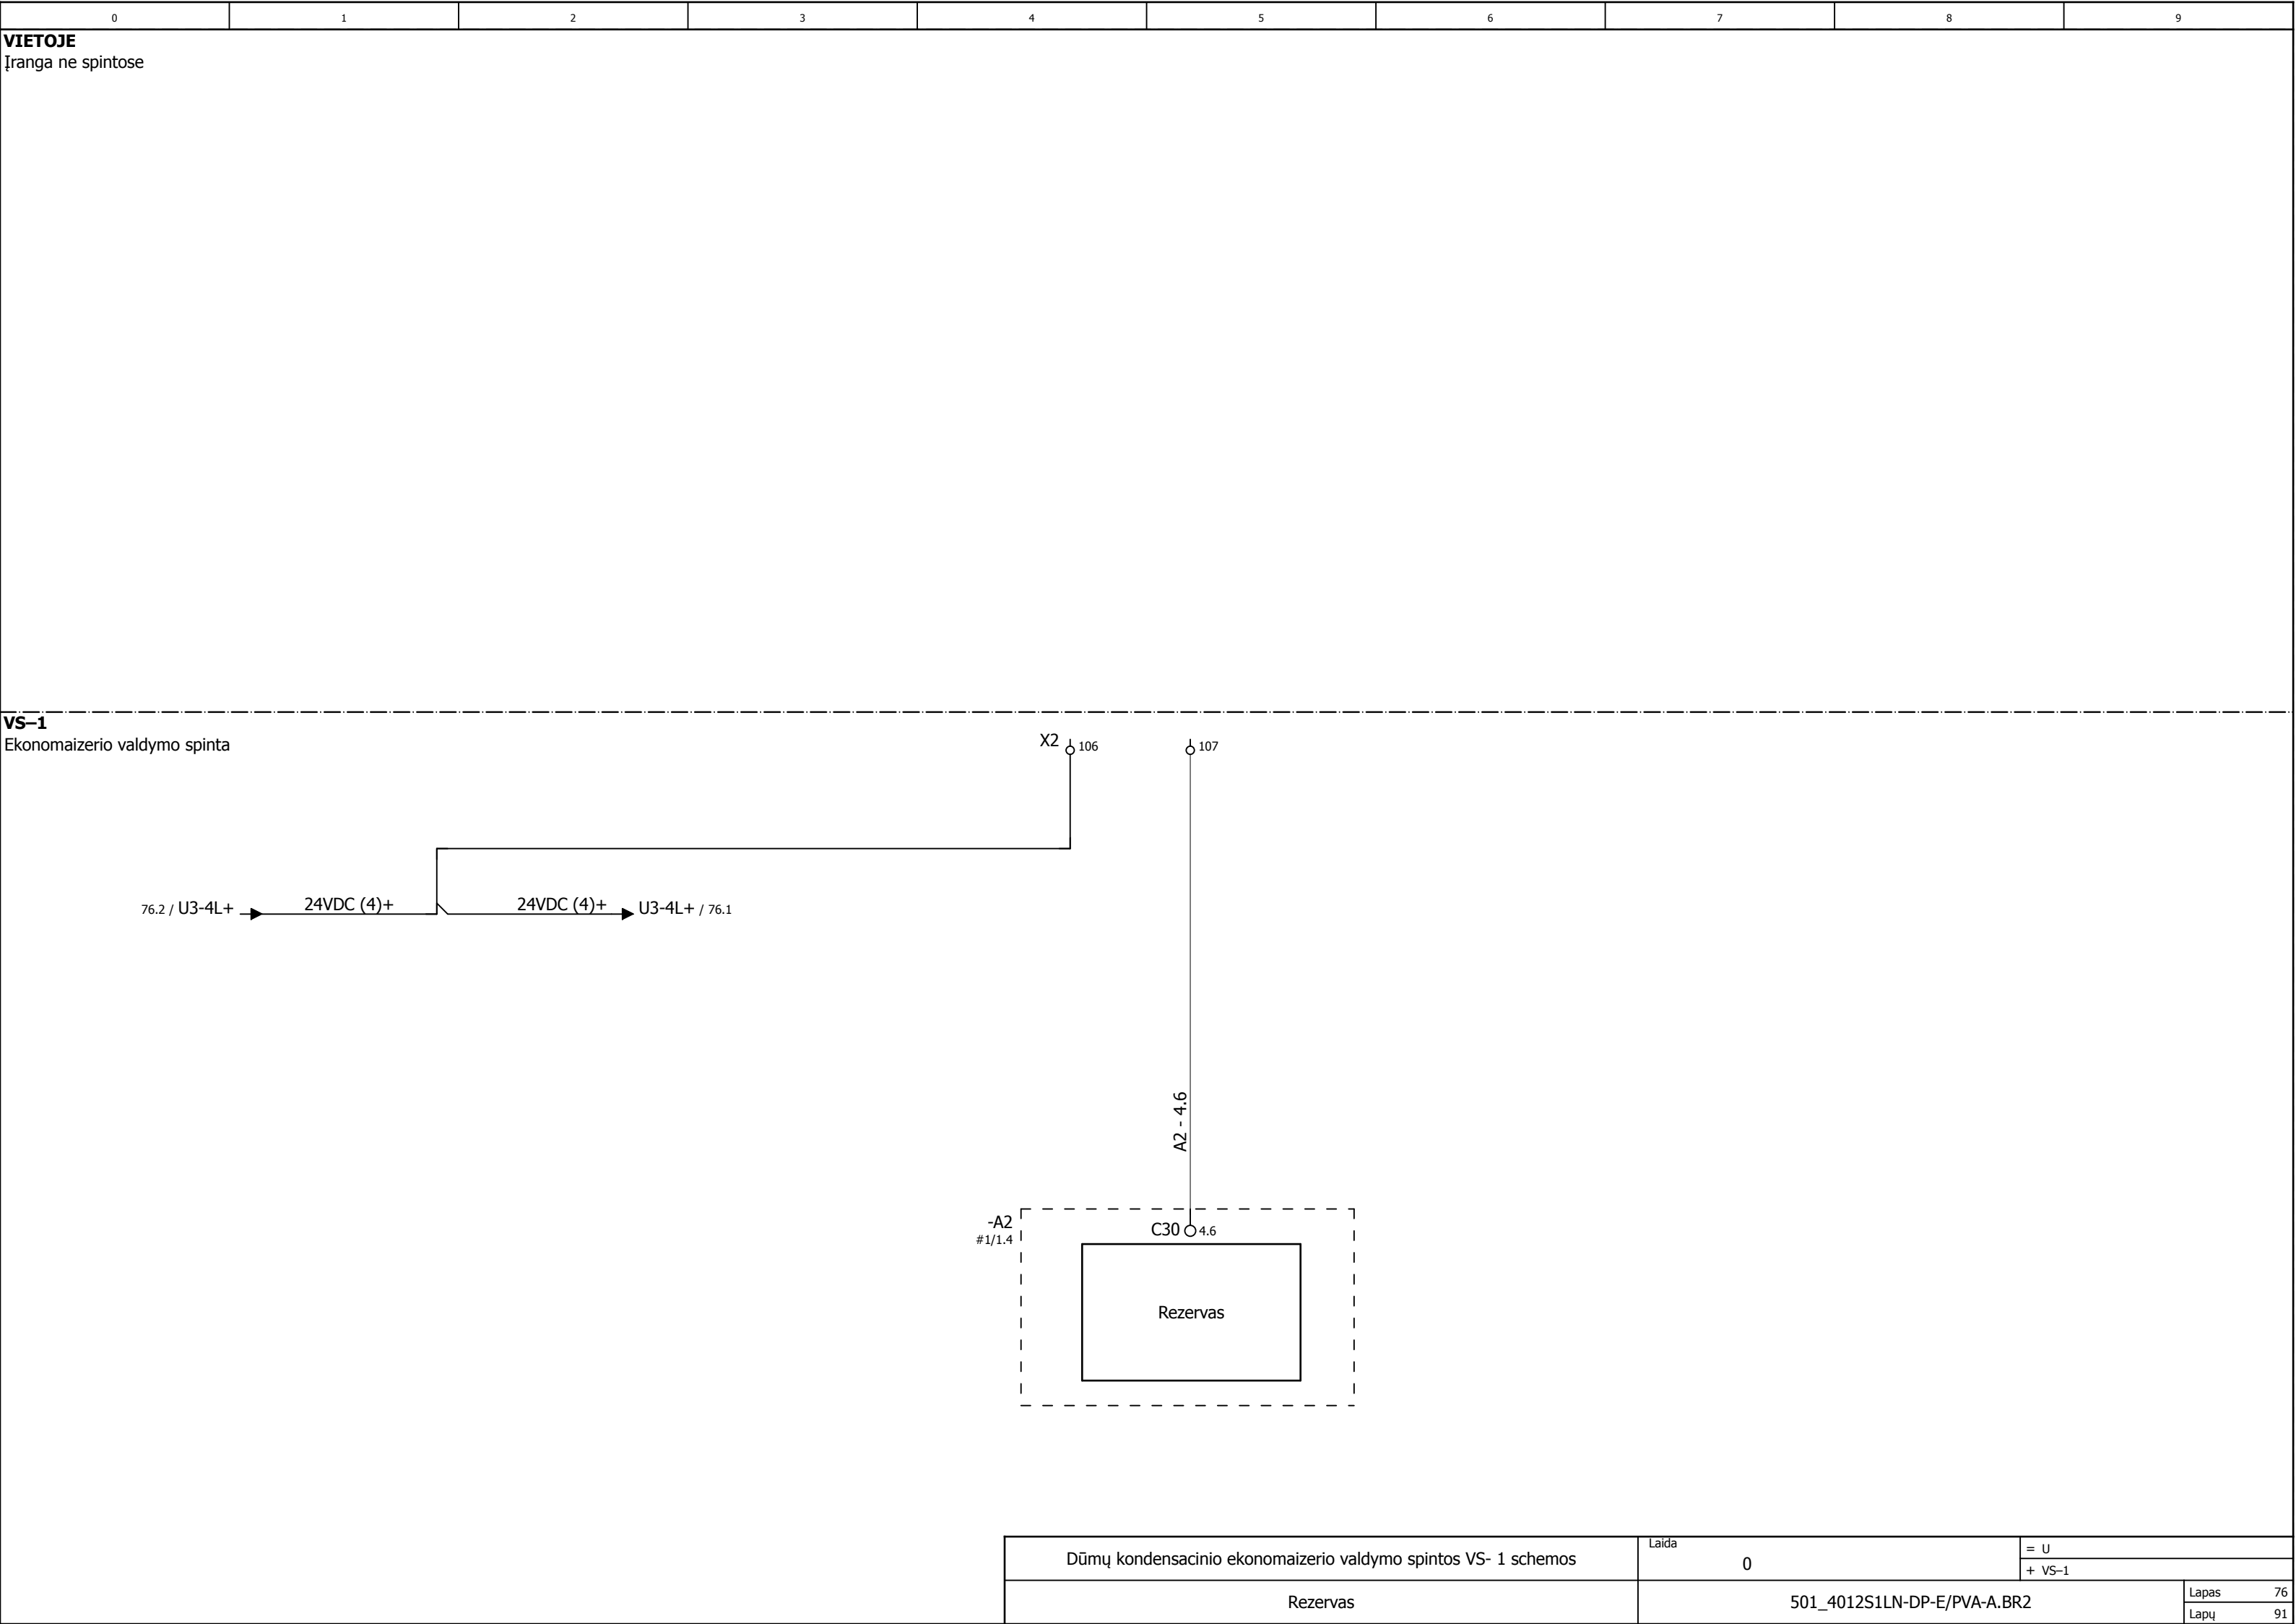 0 1 2 3 4 5 6 7 8 9
VIETOJE
Įranga ne spintose
VS–1
Ekonomaizerio valdymo spinta
X2 106 107
76.2 / U3-4L+ 24VDC (4)+ 24VDC (4)+ U3-4L+ / 76.1
A2 - 4.6
-A2
#1/1.4
C30 4.6
Rezervas
Dūmų kondensacinio ekonomaizerio valdymo spintos VS- 1 schemos
Laida
0
= U
+ VS–1
Rezervas
501_4012S1LN-DP-E/PVA-A.BR2
Lapas 76
Lapų 91